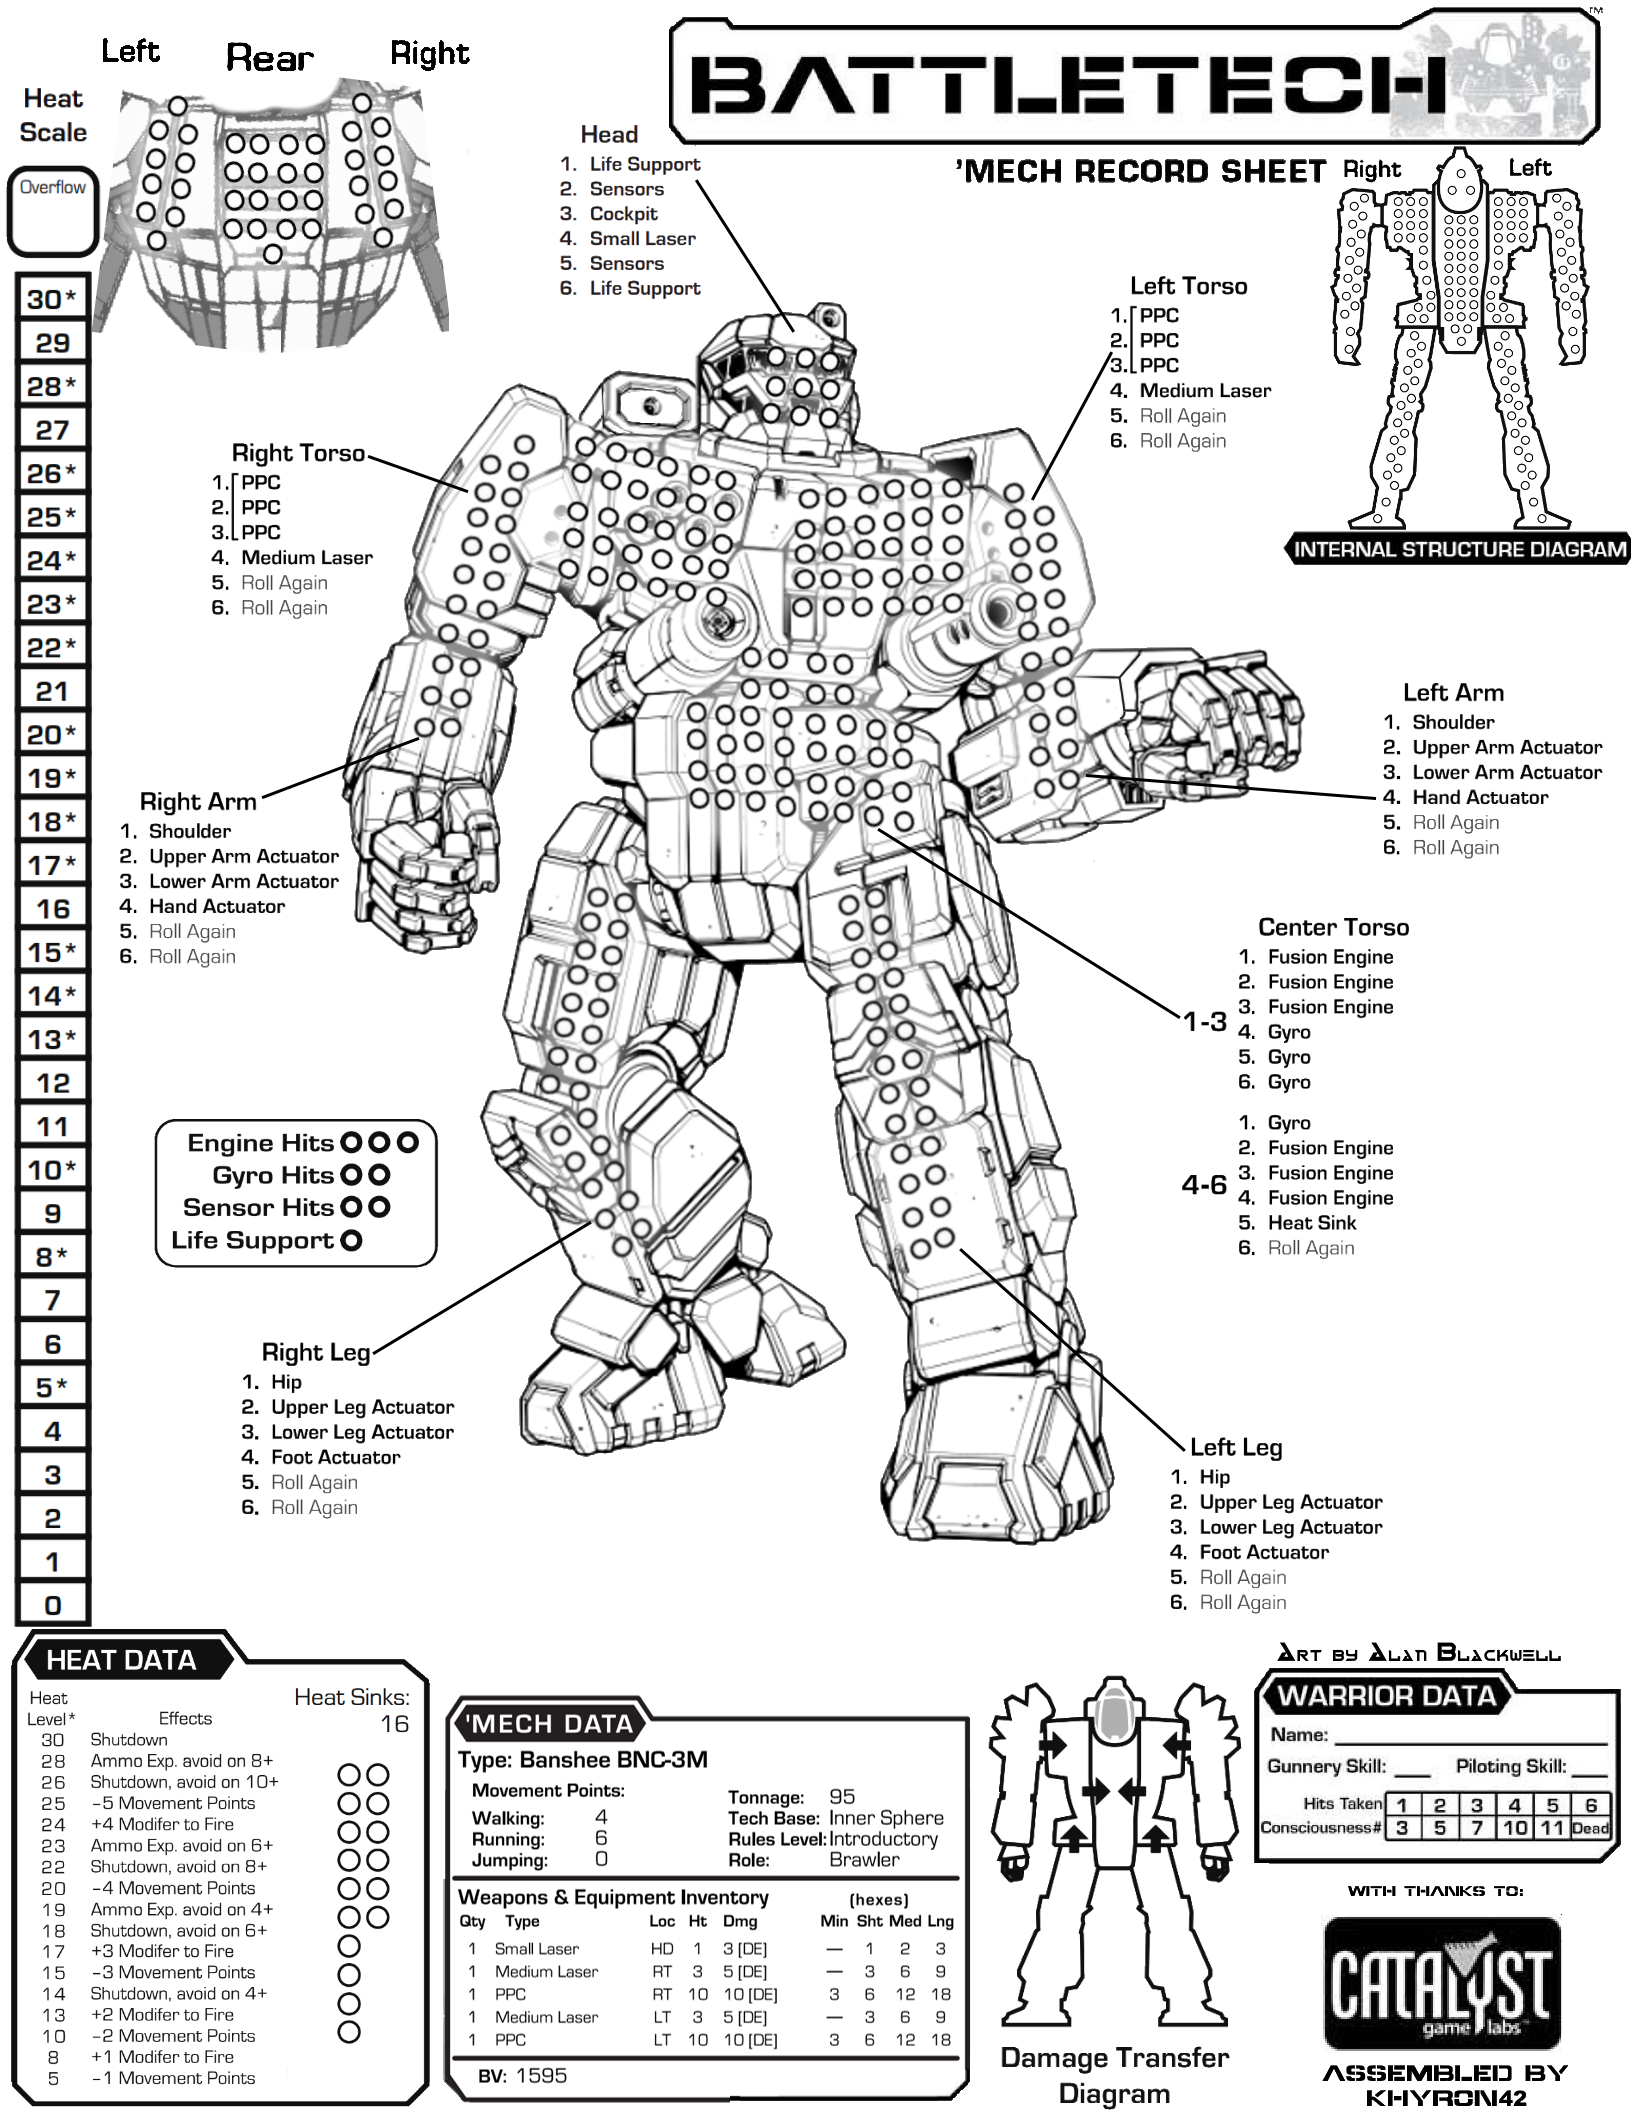 Left Rear Right
Heat
Scale
Overflow
30*
29
28*
27
26*
25*
24*
23*
22*
21
20*
19*
18*
17*
16
15*
14*
13*
12
11
10*
9
8*
7
6
5*
4
3
2
1
0
BATTLETECH™
'MECH RECORD SHEET
Right Left
INTERNAL STRUCTURE DIAGRAM
Head
1. Life Support
2. Sensors
3. Cockpit
4. Small Laser
5. Sensors
6. Life Support
Left Torso
1. PPC
2. PPC
3. PPC
4. Medium Laser
5. Roll Again
6. Roll Again
Right Torso
1. PPC
2. PPC
3. PPC
4. Medium Laser
5. Roll Again
6. Roll Again
Left Arm
1. Shoulder
2. Upper Arm Actuator
3. Lower Arm Actuator
4. Hand Actuator
5. Roll Again
6. Roll Again
Right Arm
1. Shoulder
2. Upper Arm Actuator
3. Lower Arm Actuator
4. Hand Actuator
5. Roll Again
6. Roll Again
Center Torso
1-3
1. Fusion Engine
2. Fusion Engine
3. Fusion Engine
4. Gyro
5. Gyro
6. Gyro
4-6
1. Gyro
2. Fusion Engine
3. Fusion Engine
4. Fusion Engine
5. Heat Sink
6. Roll Again
Engine Hits
Gyro Hits
Sensor Hits
Life Support
Right Leg
1. Hip
2. Upper Leg Actuator
3. Lower Leg Actuator
4. Foot Actuator
5. Roll Again
6. Roll Again
Left Leg
1. Hip
2. Upper Leg Actuator
3. Lower Leg Actuator
4. Foot Actuator
5. Roll Again
6. Roll Again
HEAT DATA
Heat Sinks:
16
Heat
Level* Effects
30 Shutdown
28 Ammo Exp. avoid on 8+
26 Shutdown, avoid on 10+
25 -5 Movement Points
24 +4 Modifer to Fire
23 Ammo Exp. avoid on 6+
22 Shutdown, avoid on 8+
20 -4 Movement Points
19 Ammo Exp. avoid on 4+
18 Shutdown, avoid on 6+
17 +3 Modifer to Fire
15 -3 Movement Points
14 Shutdown, avoid on 4+
13 +2 Modifer to Fire
10 -2 Movement Points
8 +1 Modifer to Fire
5 -1 Movement Points
'MECH DATA
Type: Banshee BNC-3M
Movement Points:
Walking: 4
Running: 6
Jumping: 0
Tonnage: 95
Tech Base: Inner Sphere
Rules Level: Introductory
Role: Brawler
Weapons & Equipment Inventory (hexes)
Qty Type Loc Ht Dmg Min Sht Med Lng
1 Small Laser HD 1 3 [DE] — 1 2 3
1 Medium Laser RT 3 5 [DE] — 3 6 9
1 PPC RT 10 10 [DE] 3 6 12 18
1 Medium Laser LT 3 5 [DE] — 3 6 9
1 PPC LT 10 10 [DE] 3 6 12 18
BV: 1595
Damage Transfer
Diagram
Art by Alan Blackwell
WARRIOR DATA
Name:
Gunnery Skill: ___ Piloting Skill: ___
Hits Taken 1 2 3 4 5 6
Consciousness# 3 5 7 10 11 Dead
WITH THANKS TO:
CATALYST
game labs™
ASSEMBLED BY
KHYRON42